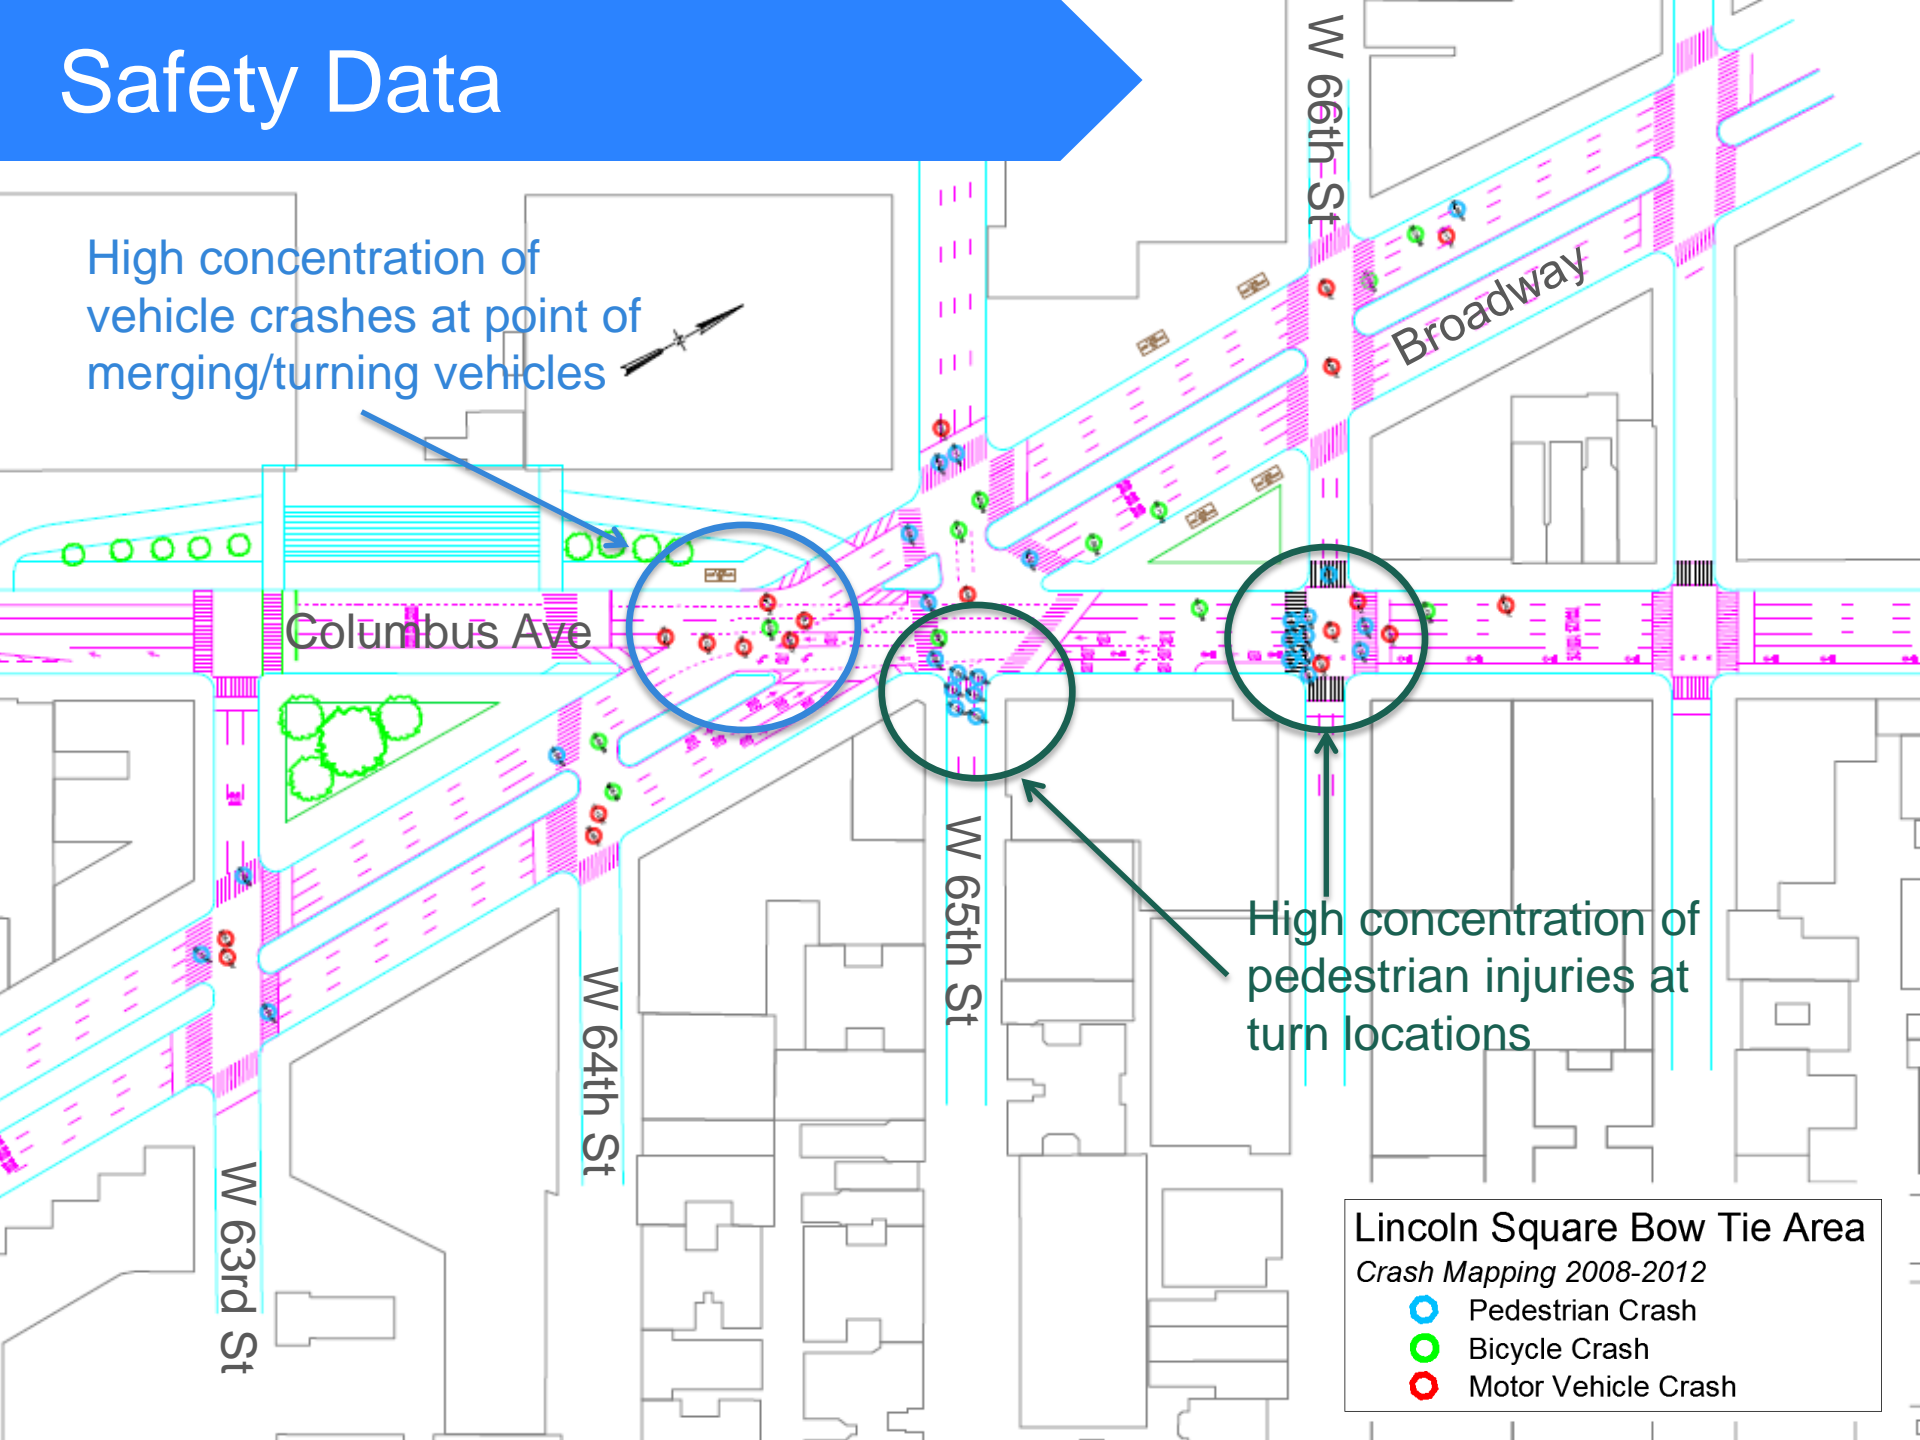 Safety Data
W 66th St
High concentration of
vehicle crashes at point of
merging/turning vehicles
Broadway
Columbus Ave
W 65th St
High concentration of
pedestrian injuries at
turn locations
W 64th St
W 63rd St
Lincoln Square Bow Tie Area
Crash Mapping 2008-2012
Pedestrian Crash
Bicycle Crash
Motor Vehicle Crash